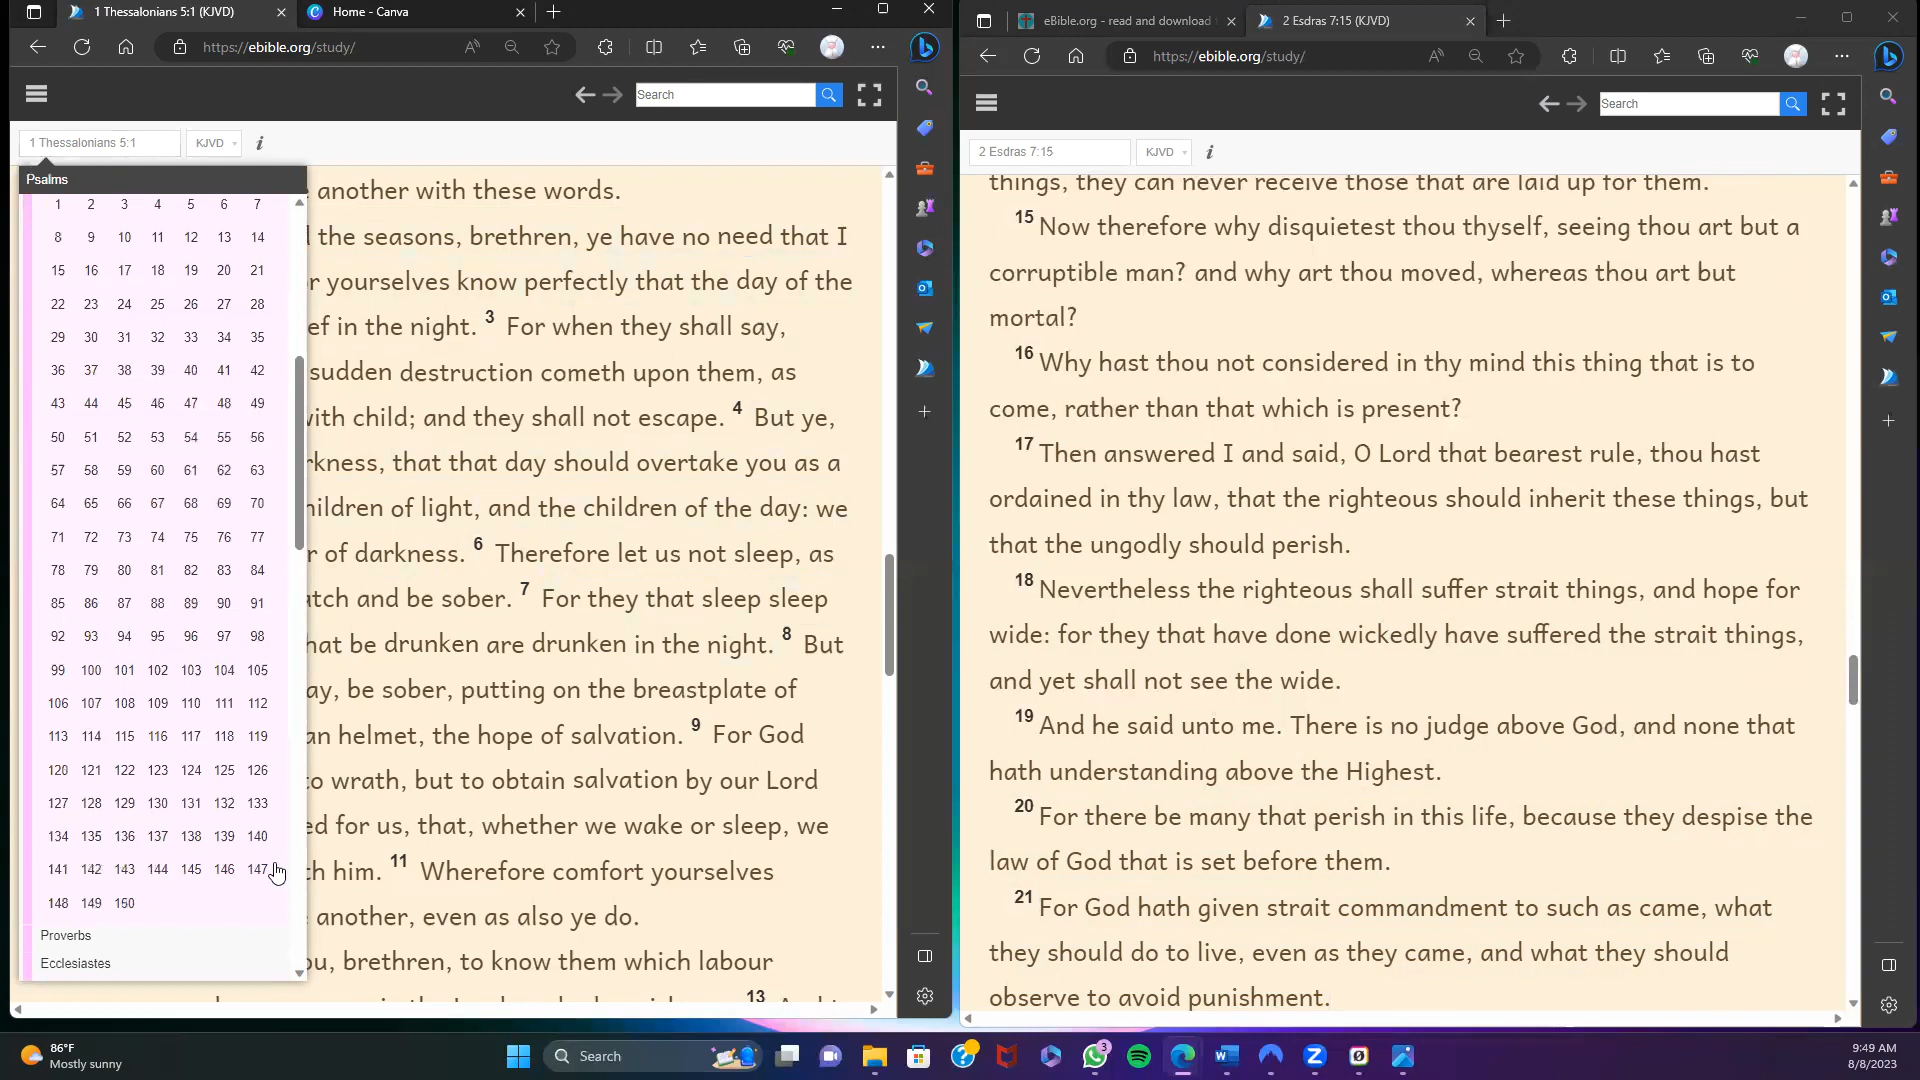 1 Thessalonians 5:1 (KJVD)
Home - Canva
https://ebible.org/study/
Search
1 Thessalonians 5:1
KJVD
i
Psalms
1 2 3 4 5 6 7
8 9 10 11 12 13 14
15 16 17 18 19 20 21
22 23 24 25 26 27 28
29 30 31 32 33 34 35
36 37 38 39 40 41 42
43 44 45 46 47 48 49
50 51 52 53 54 55 56
57 58 59 60 61 62 63
64 65 66 67 68 69 70
71 72 73 74 75 76 77
78 79 80 81 82 83 84
85 86 87 88 89 90 91
92 93 94 95 96 97 98
99 100 101 102 103 104 105
106 107 108 109 110 111 112
113 114 115 116 117 118 119
120 121 122 123 124 125 126
127 128 129 130 131 132 133
134 135 136 137 138 139 140
141 142 143 144 145 146 147
148 149 150
Proverbs
Ecclesiastes
another with these words.
the seasons, brethren, ye have no need that I
yourselves know perfectly that the day of the
in the night. 3 For when they shall say,
sudden destruction cometh upon them, as
with child; and they shall not escape. 4 But ye,
that that day should overtake you as a
of light, and the children of the day: we
of darkness. 6 Therefore let us not sleep, as
and be sober. 7 For they that sleep sleep
be drunken are drunken in the night. 8 But
be sober, putting on the breastplate of
helmet, the hope of salvation. 9 For God
to wrath, but to obtain salvation by our Lord
for us, that, whether we wake or sleep, we
him. 11 Wherefore comfort yourselves
another, even as also ye do.
brethren, to know them which labour
13
eBible.org - read and download
2 Esdras 7:15 (KJVD)
https://ebible.org/study/
Search
2 Esdras 7:15
KJVD
i
things, they can never receive those that are laid up for them.
15 Now therefore why disquietest thou thyself, seeing thou art but a
corruptible man? and why art thou moved, whereas thou art but
mortal?
16 Why hast thou not considered in thy mind this thing that is to
come, rather than that which is present?
17 Then answered I and said, O Lord that bearest rule, thou hast
ordained in thy law, that the righteous should inherit these things, but
that the ungodly should perish.
18 Nevertheless the righteous shall suffer strait things, and hope for
wide: for they that have done wickedly have suffered the strait things,
and yet shall not see the wide.
19 And he said unto me. There is no judge above God, and none that
hath understanding above the Highest.
20 For there be many that perish in this life, because they despise the
law of God that is set before them.
21 For God hath given strait commandment to such as came, what
they should do to live, even as they came, and what they should
observe to avoid punishment.
86°F
Mostly sunny
Search
3
9:49 AM
8/8/2023